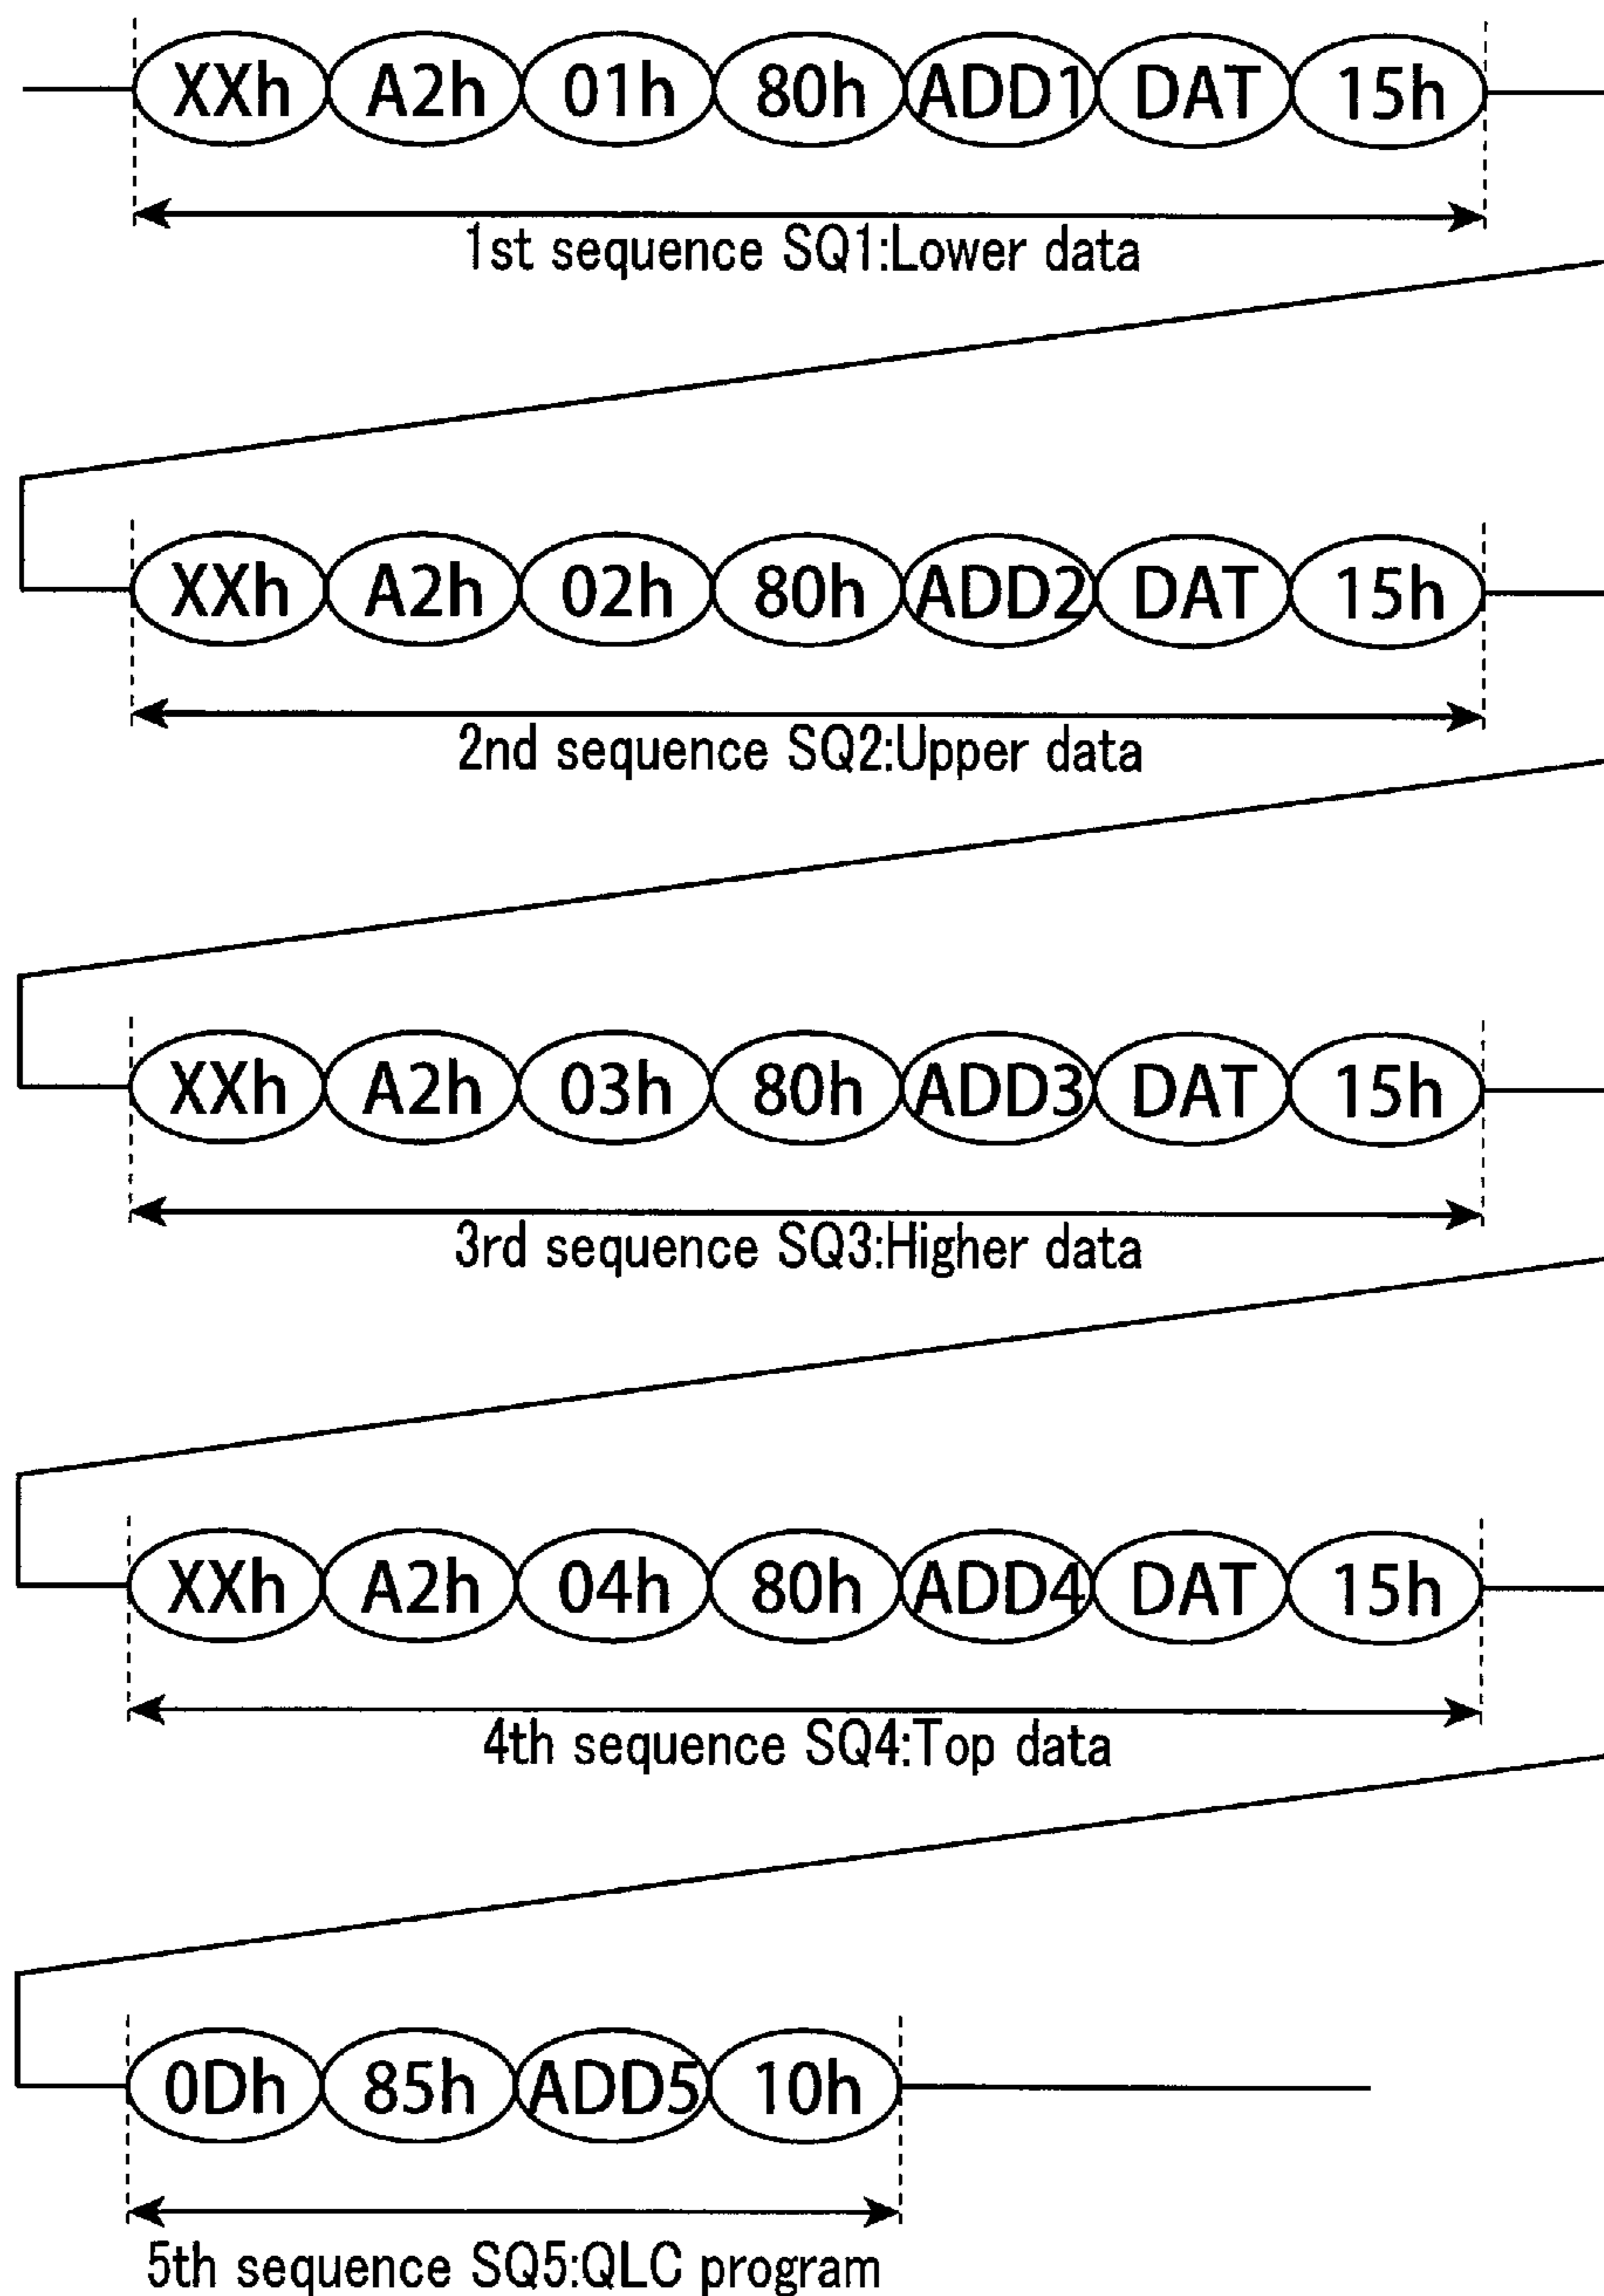 XXh A2h 01h 80h ADD1 DAT 15h
1st sequence SQ1:Lower data
XXh A2h 02h 80h ADD2 DAT 15h
2nd sequence SQ2:Upper data
XXh A2h 03h 80h ADD3 DAT 15h
3rd sequence SQ3:Higher data
XXh A2h 04h 80h ADD4 DAT 15h
4th sequence SQ4:Top data
0Dh 85h ADD5 10h
5th sequence SQ5:QLC program